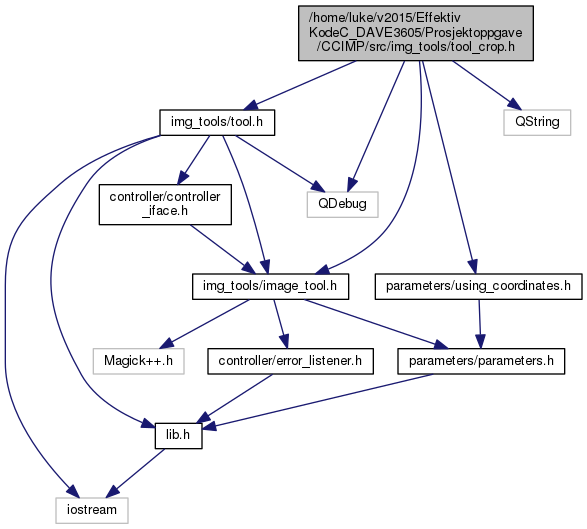 /home/luke/v2015/Effektiv
KodeC_DAVE3605/Prosjektoppgave
/CCIMP/src/img_tools/tool_crop.h
img_tools/tool.h
QString
controller/controller
_iface.h
QDebug
img_tools/image_tool.h
parameters/using_coordinates.h
Magick++.h
controller/error_listener.h
parameters/parameters.h
lib.h
iostream